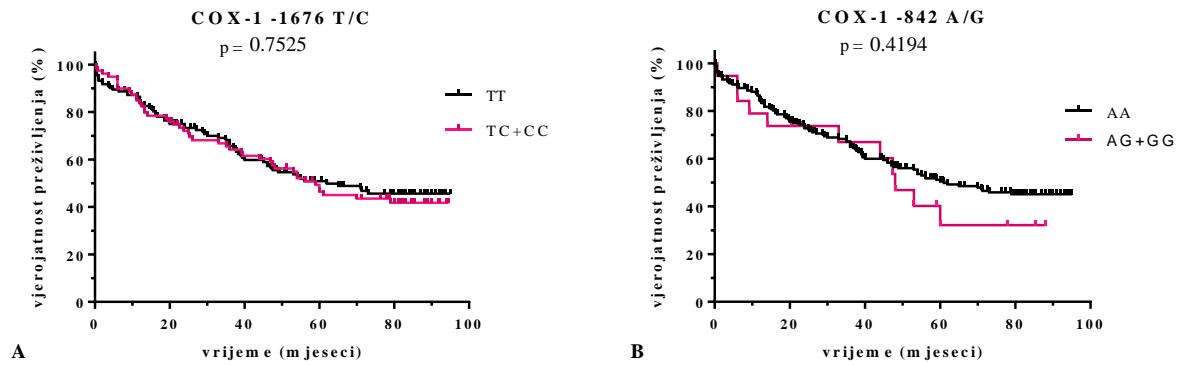 COX-1 -1676 T/C
p = 0.7525
vjerojatnost preživljenja (%)
100
80
60
40
20
0
0 20 40 60 80 100
vrijeme (mjeseci)
TT
TC+CC
A
COX-1 -842 A/G
p = 0.4194
vjerojatnost preživljenja (%)
100
80
60
40
20
0
0 20 40 60 80 100
vrijeme (mjeseci)
AA
AG+GG
B